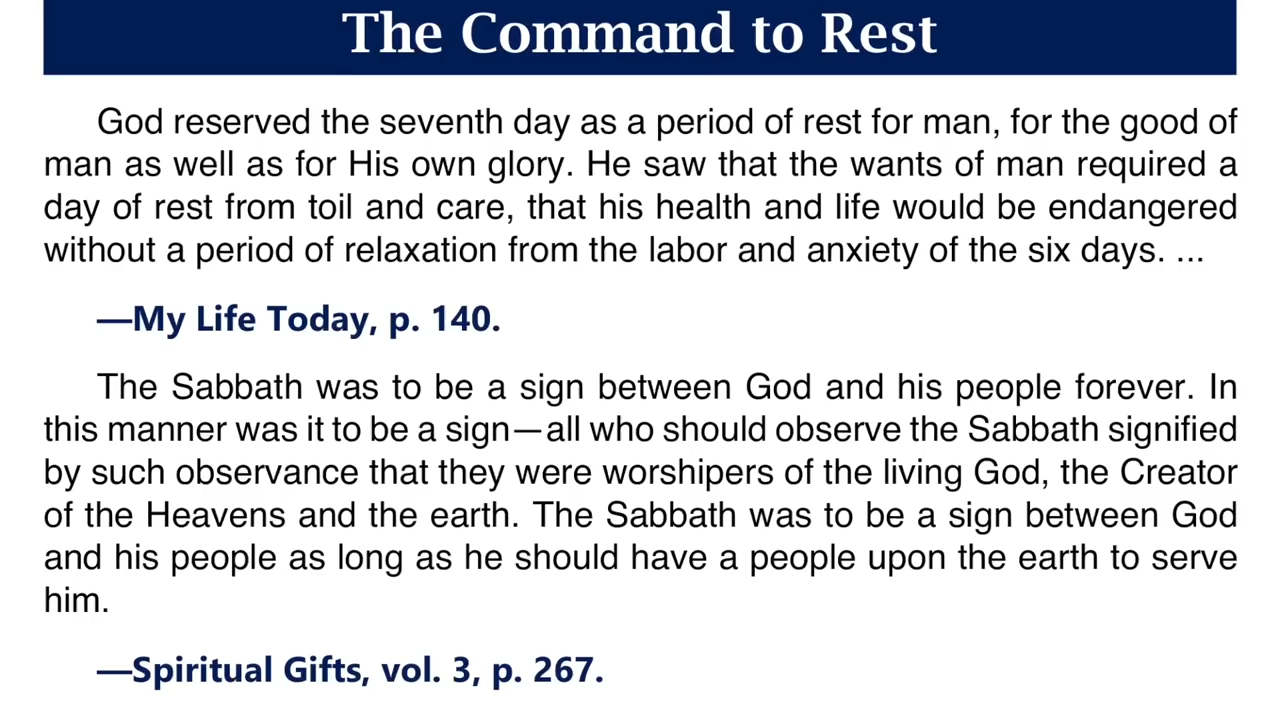 The Command to Rest
God reserved the seventh day as a period of rest for man, for the good of
man as well as for His own glory. He saw that the wants of man required a
day of rest from toil and care, that his health and life would be endangered
without a period of relaxation from the labor and anxiety of the six days. ...
—My Life Today, p. 140.
The Sabbath was to be a sign between God and his people forever. In
this manner was it to be a sign—all who should observe the Sabbath signified
by such observance that they were worshipers of the living God, the Creator
of the Heavens and the earth. The Sabbath was to be a sign between God
and his people as long as he should have a people upon the earth to serve
him.
—Spiritual Gifts, vol. 3, p. 267.